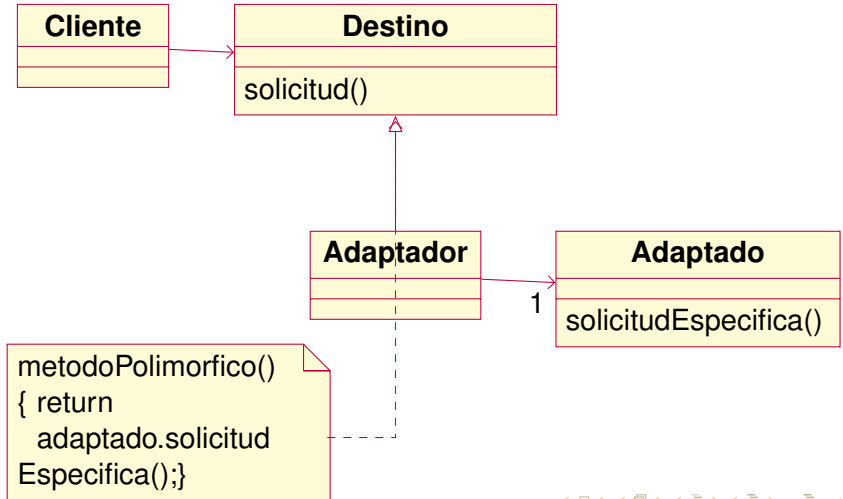 Cliente
Destino
solicitud()
Adaptador
Adaptado
1
solicitudEspecifica()
metodoPolimorfico()
{ return
adaptado.solicitud
Especifica();}